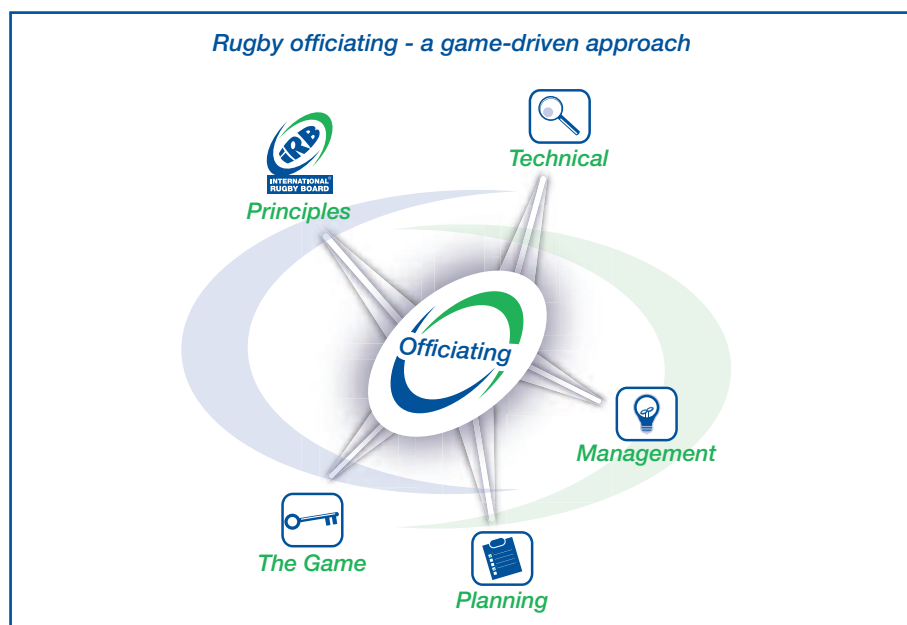 Rugby officiating - a game-driven approach
Technical
iRB
INTERNATIONAL®
RUGBY BOARD
Principles
Officiating
Management
The Game
Planning